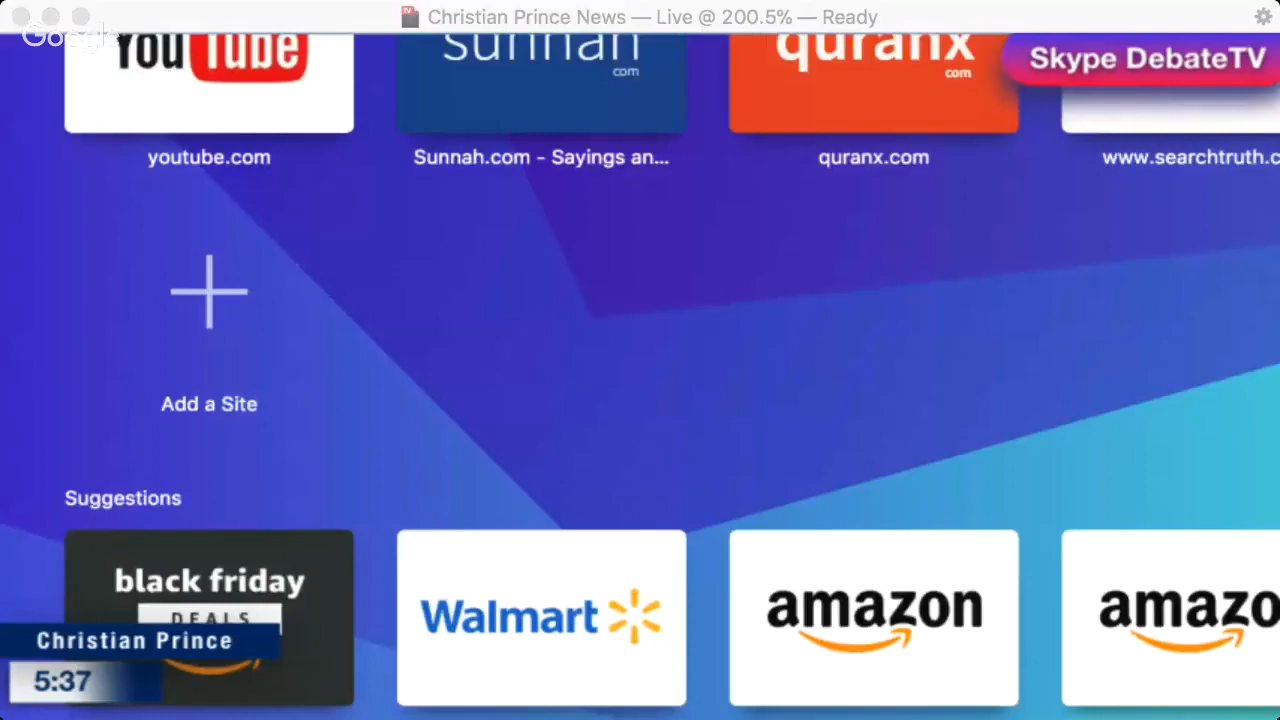 Christian Prince News — Live @ 200.5% — Ready
Google
YouTube
sunnah
com
quranx
com
Skype DebateTV
youtube.com
Sunnah.com - Sayings an...
quranx.com
www.searchtruth.c
Add a Site
Suggestions
black friday
DEALS
Walmart
amazon
amazo
Christian Prince
5:37